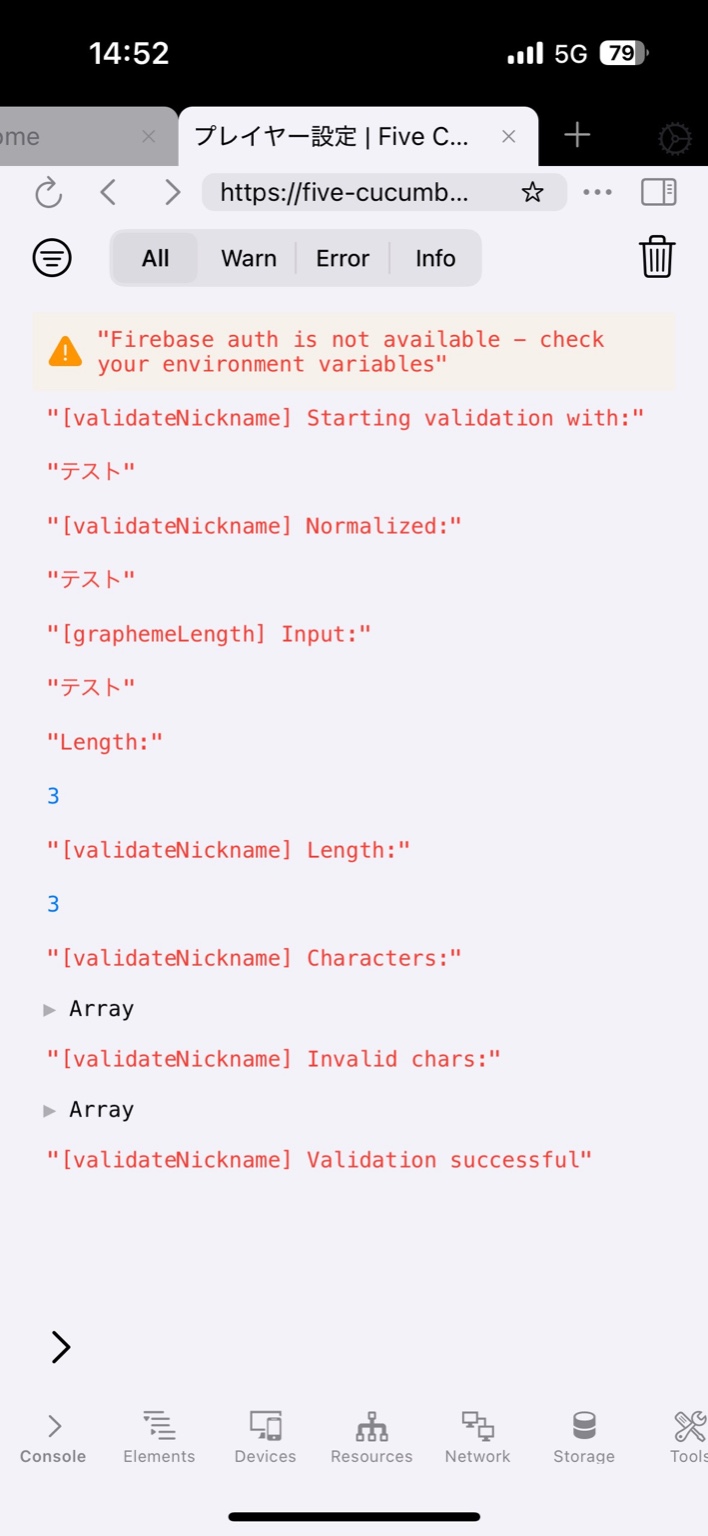 14:52
5G
79
ome
プレイヤー設定 | Five C...
https://five-cucumb...
All
Warn
Error
Info
"Firebase auth is not available – check
your environment variables"
"[validateNickname] Starting validation with:"
"テスト"
"[validateNickname] Normalized:"
"テスト"
"[graphemeLength] Input:"
"テスト"
"Length:"
3
"[validateNickname] Length:"
3
"[validateNickname] Characters:"
Array
"[validateNickname] Invalid chars:"
Array
"[validateNickname] Validation successful"
Console
Elements
Devices
Resources
Network
Storage
Tools